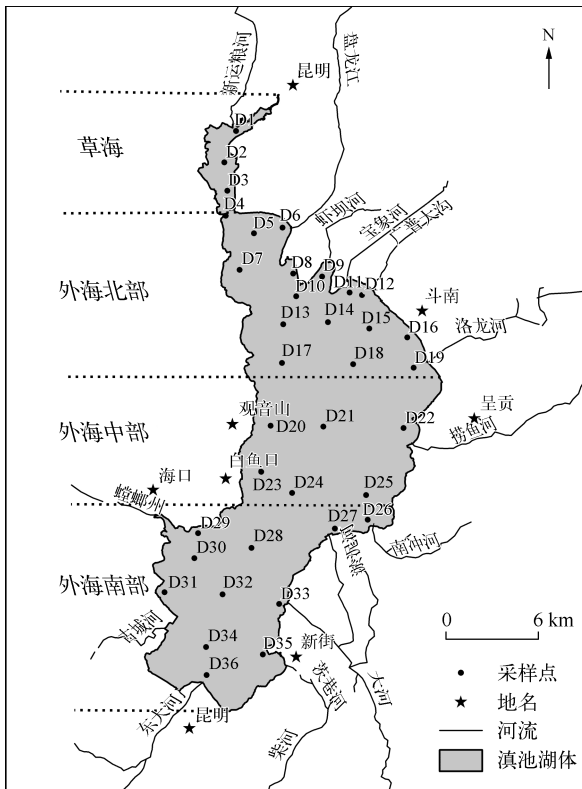 新运粮河
昆明
盘龙江
N
草海
D1
D2
D3
D4
D5
D6
虾坝河
宝象河
广普大沟
外海北部
D7
D8
D9
D10
D11
D12
斗南
D13
D14
D15
D16
洛龙河
D17
D18
D19
外海中部
观音山
D20
D21
D22
呈贡
捞鱼河
白鱼口
海口
D23
D24
D25
螳螂州
D26
D27
南冲河
D28
D29
D30
外海南部
D31
D32
D33
古城河
D34
D35
新街
D36
茨巷河
大河
东大河
昆明
柴河
0 6 km
采样点
地名
河流
滇池湖体